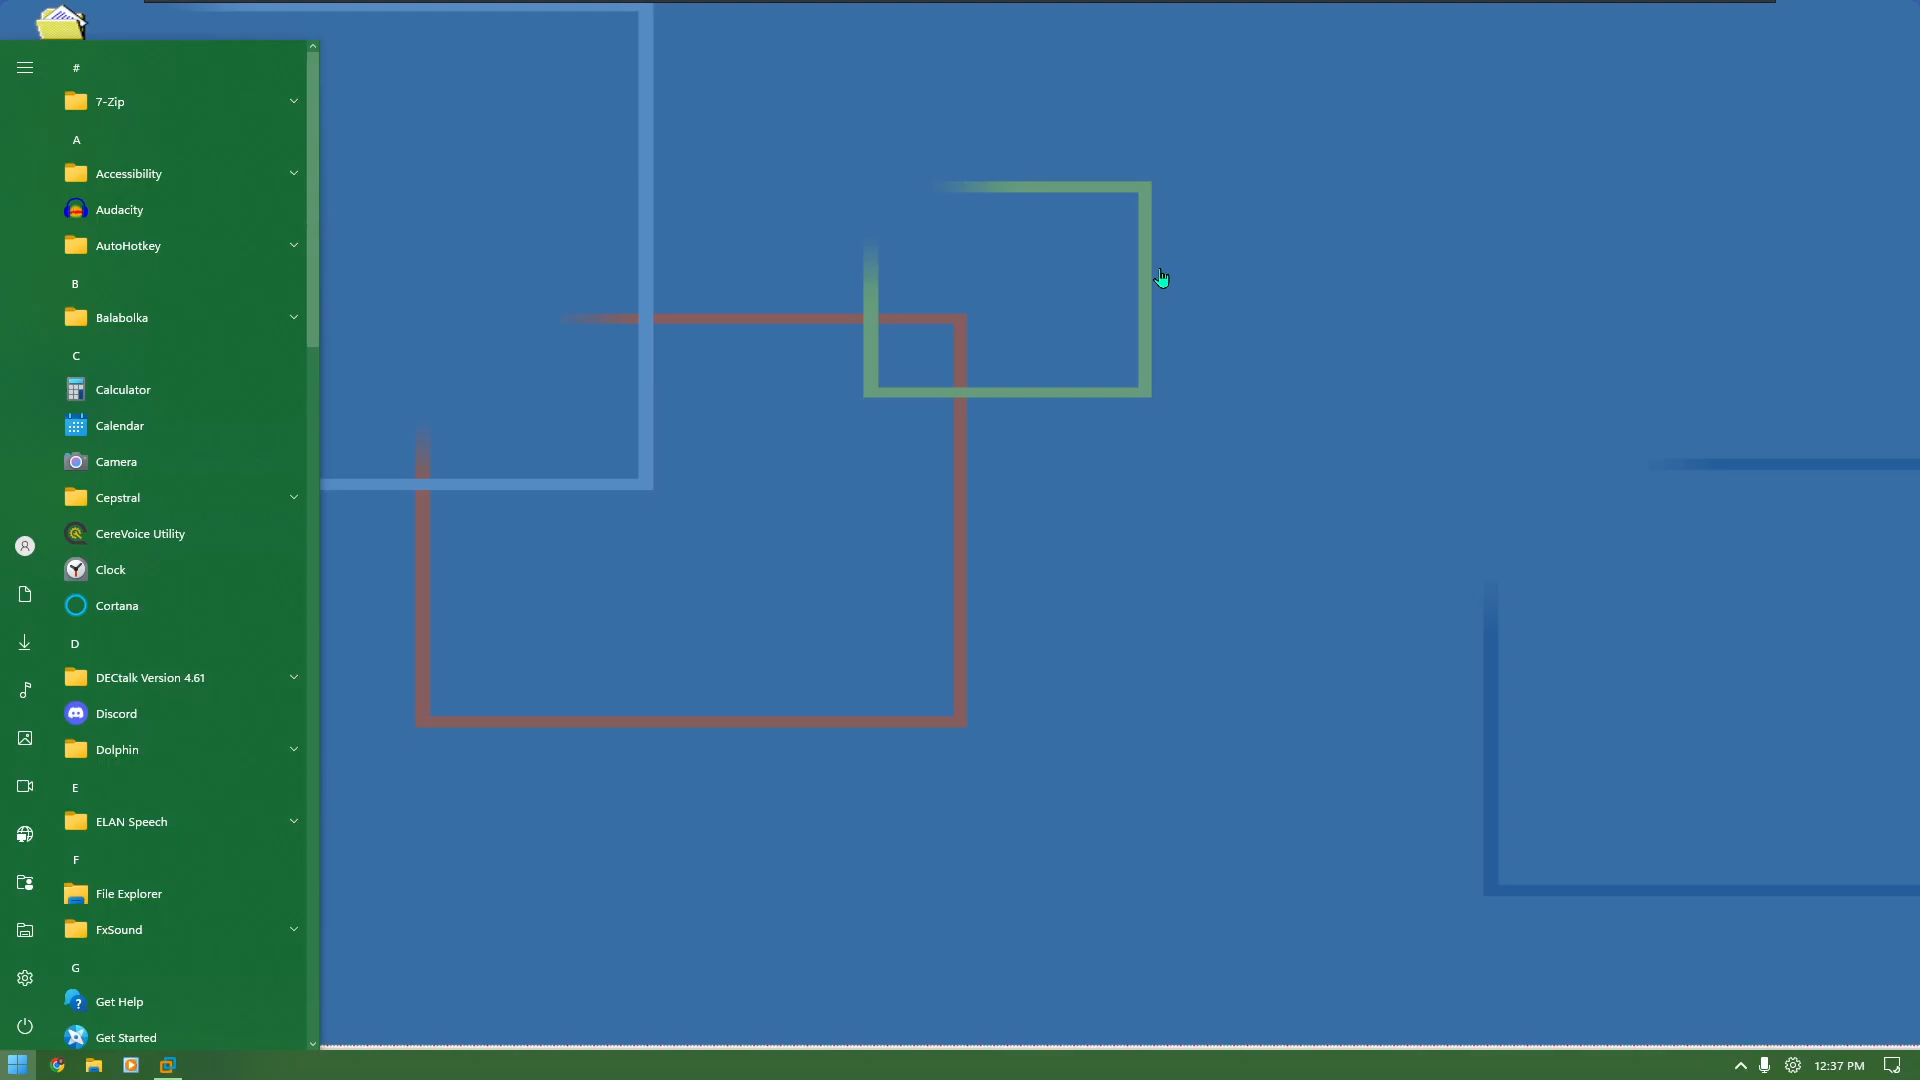 #
7-Zip
A
Accessibility
Audacity
AutoHotkey
B
Balabolka
C
Calculator
Calendar
Camera
Cepstral
CereVoice Utility
Clock
Cortana
D
DECtalk Version 4.61
Discord
Dolphin
E
ELAN Speech
F
File Explorer
FxSound
G
Get Help
Get Started
12:37 PM